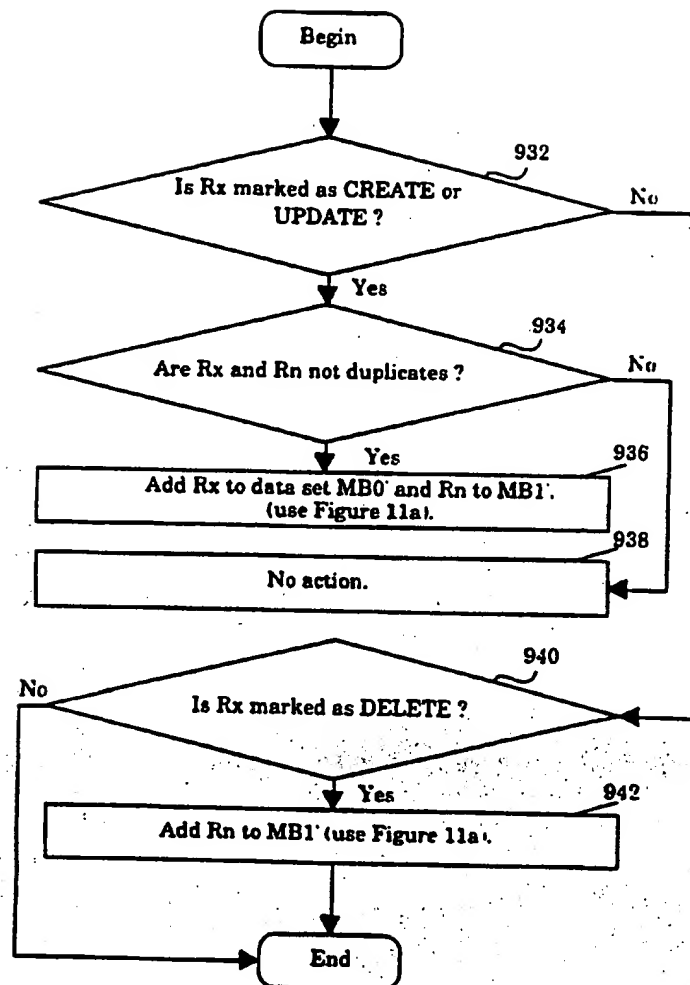 Begin
932
Is Rx marked as CREATE or
UPDATE ?
No
Yes
934
Are Rx and Rn not duplicates ?
No
Yes
936
Add Rx to data set MB0' and Rn to MB1'.
(use Figure 11a).
938
No action.
940
No
Is Rx marked as DELETE ?
Yes
942
Add Rn to MB1' (use Figure 11a).
End